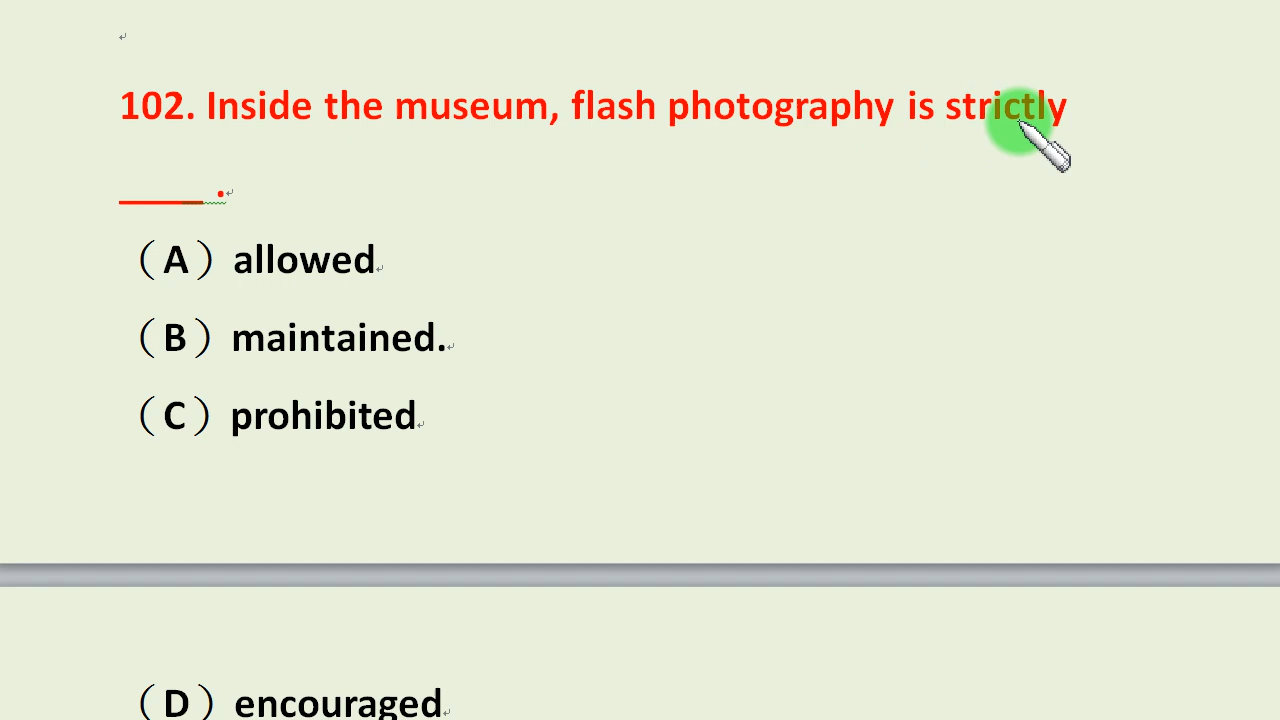 102. Inside the museum, flash photography is strictly
______ .
（A）allowed
（B）maintained.
（C）prohibited
（D）encouraged